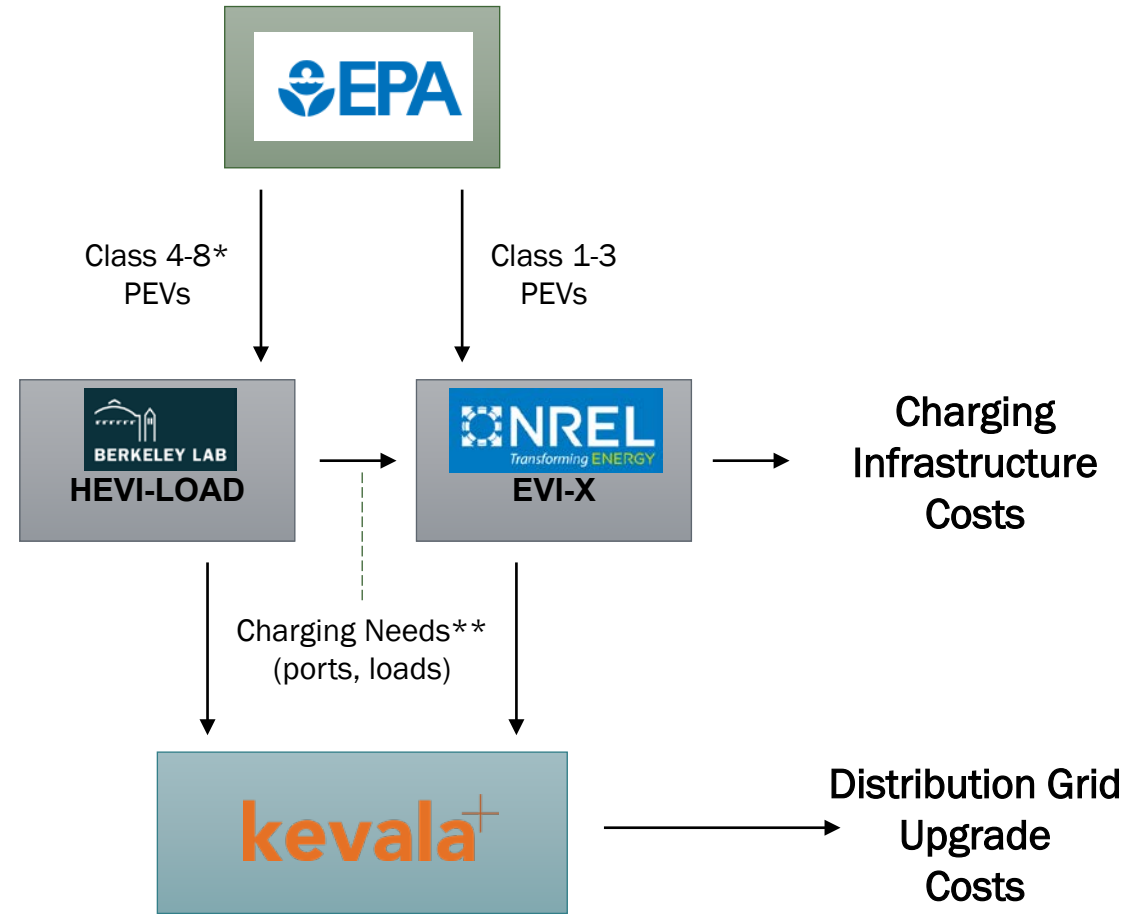 EPA
Class 4-8*
PEVs
Class 1-3
PEVs
BERKELEY LAB
HEVI-LOAD
NREL
Transforming ENERGY
EVI-X
Charging
Infrastructure
Costs
Charging Needs**
(ports, loads)
kevala
Distribution Grid
Upgrade
Costs